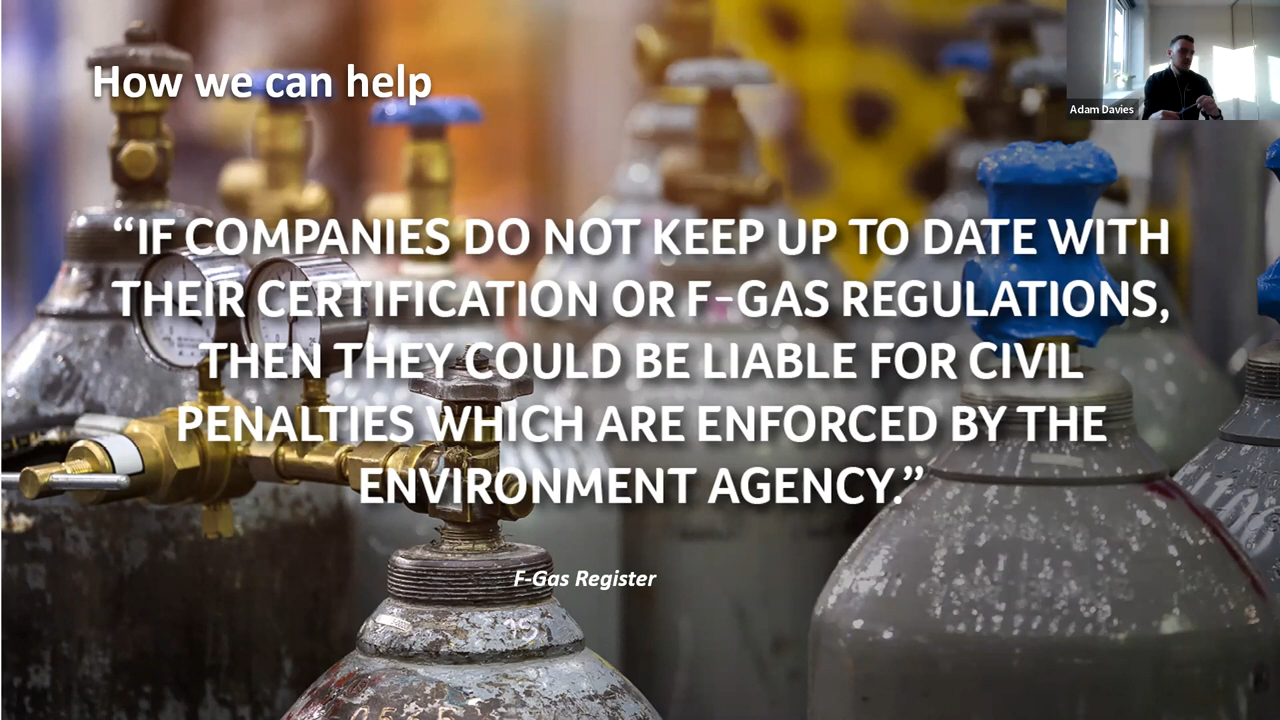 How we can help
Adam Davies
“IF COMPANIES DO NOT KEEP UP TO DATE WITH
THEIR CERTIFICATION OR F-GAS REGULATIONS,
THEN THEY COULD BE LIABLE FOR CIVIL
PENALTIES WHICH ARE ENFORCED BY THE
ENVIRONMENT AGENCY.”
F-Gas Register